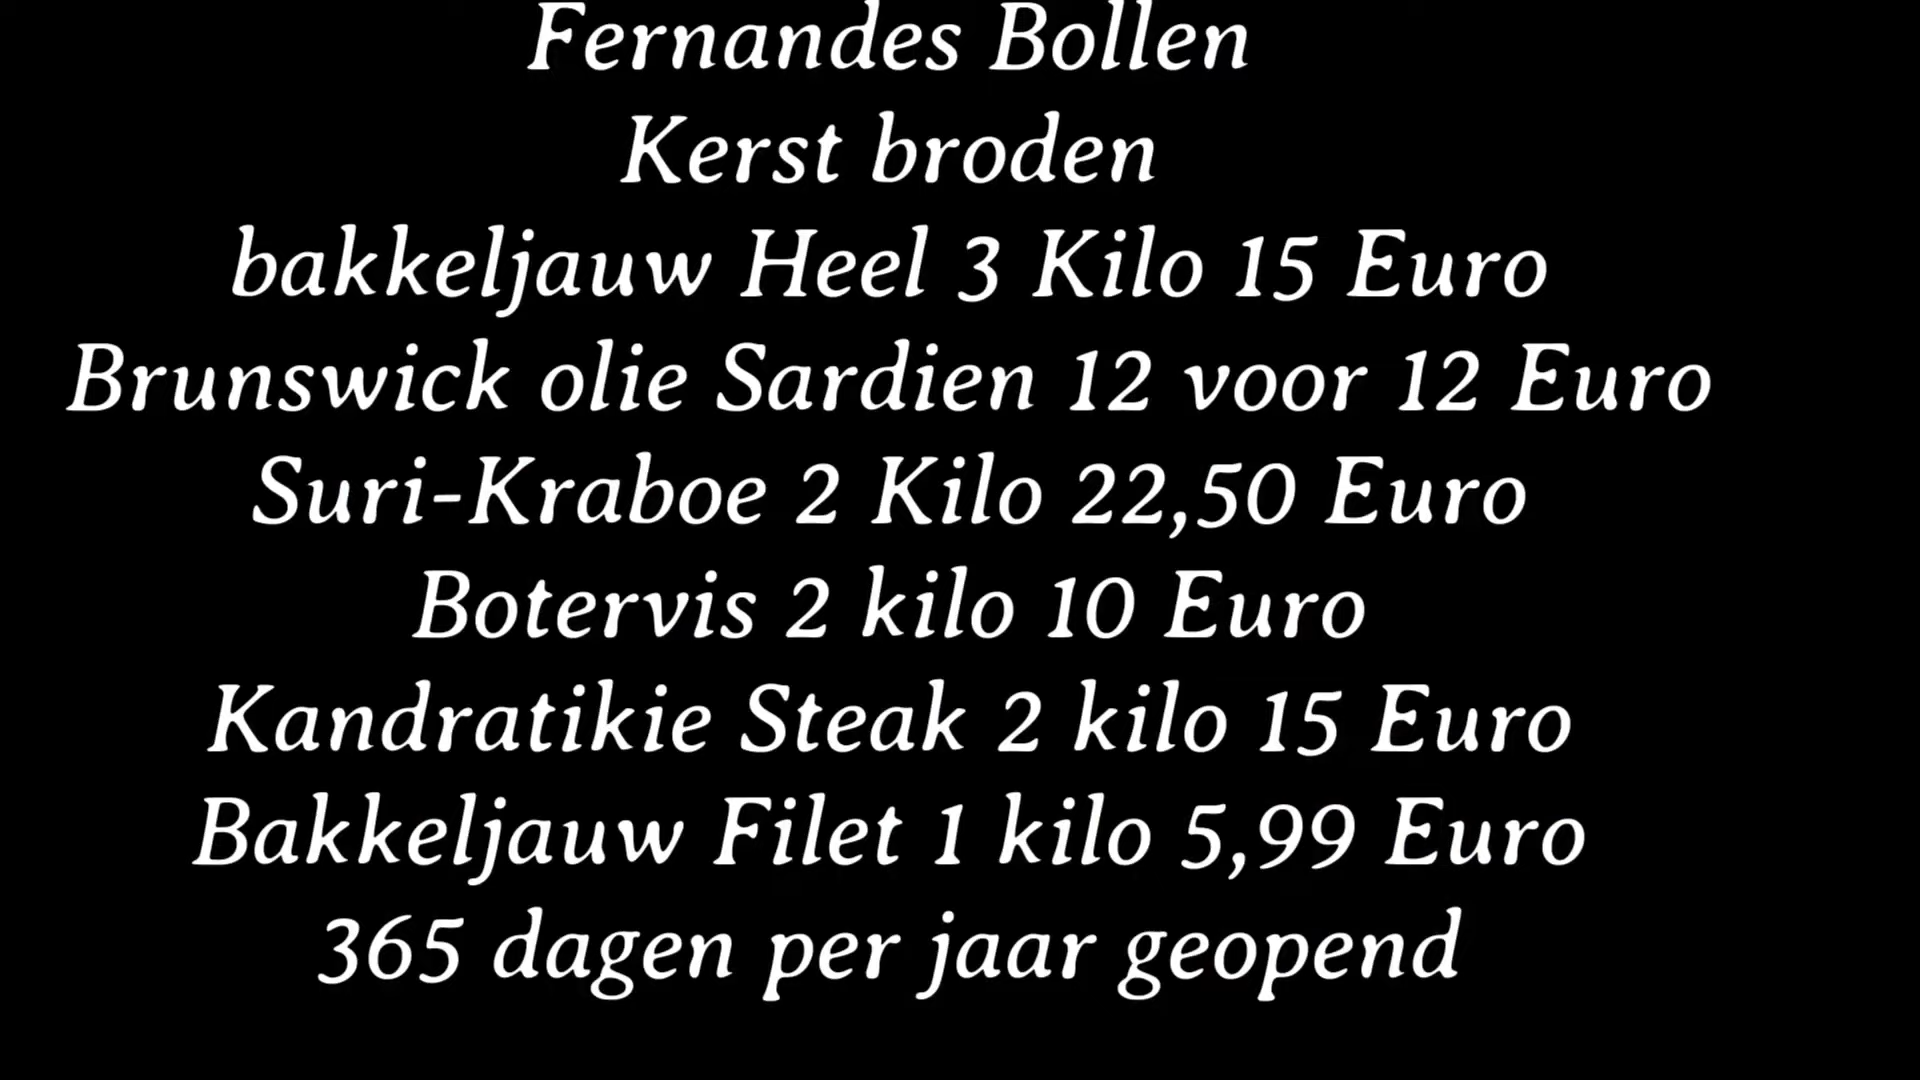 Fernandes Bollen
Kerst broden
bakkeljauw Heel 3 Kilo 15 Euro
Brunswick olie Sardien 12 voor 12 Euro
Suri-Kraboe 2 Kilo 22,50 Euro
Botervis 2 kilo 10 Euro
Kandratikie Steak 2 kilo 15 Euro
Bakkeljauw Filet 1 kilo 5,99 Euro
365 dagen per jaar geopend